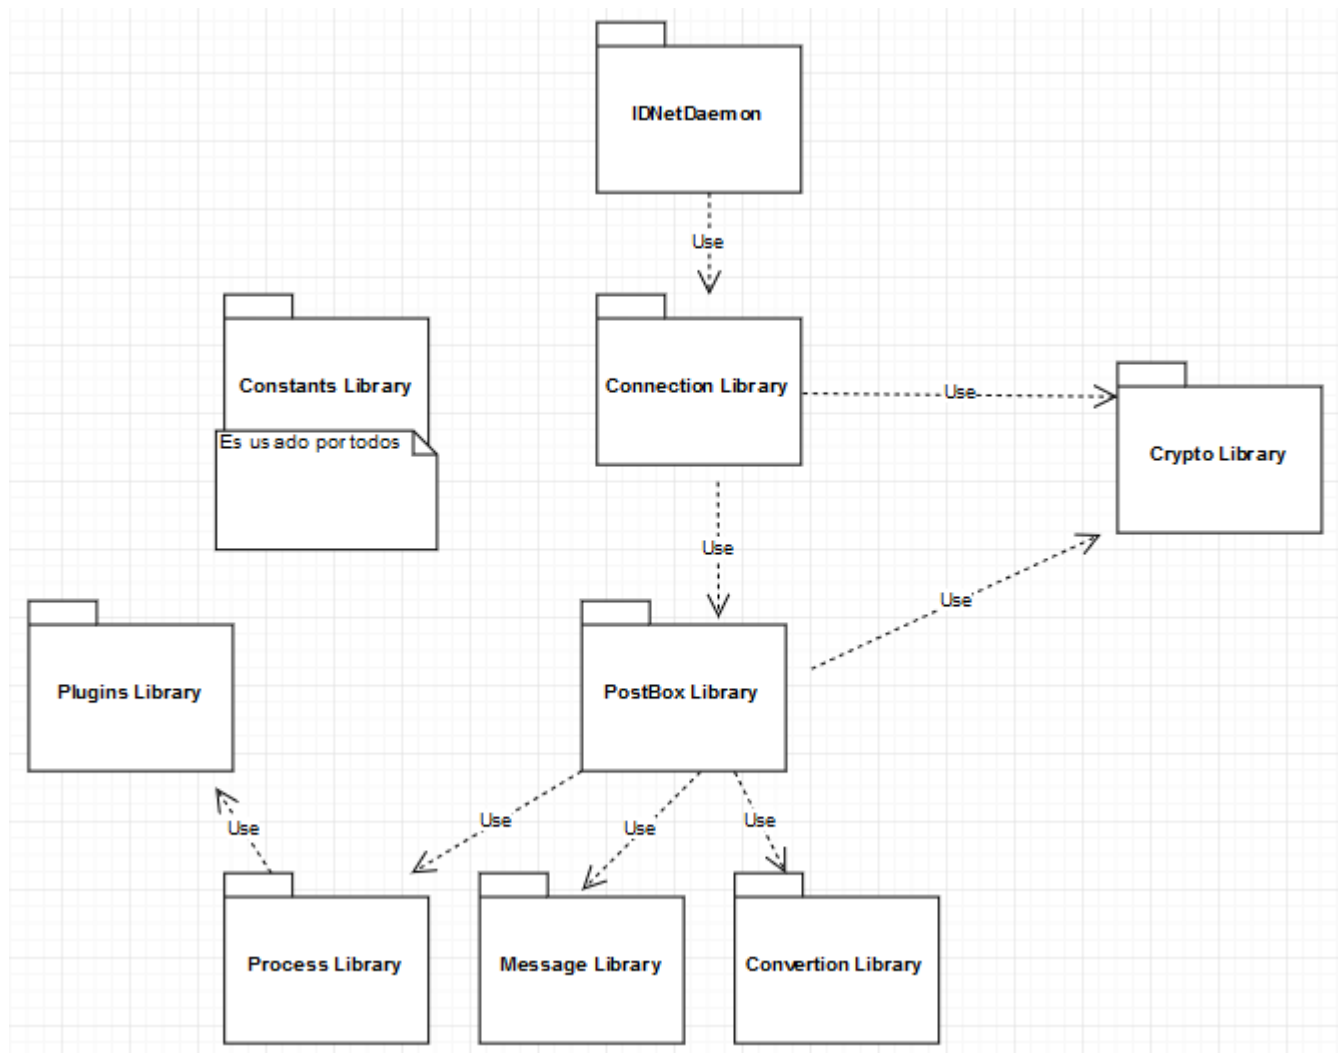 IDNetDaemon
Use
Constants Library
Es usado por todos
Connection Library
Use
Crypto Library
Use
Use
Plugins Library
PostBox Library
Use
Use
Use
Use
Process Library
Message Library
Convertion Library